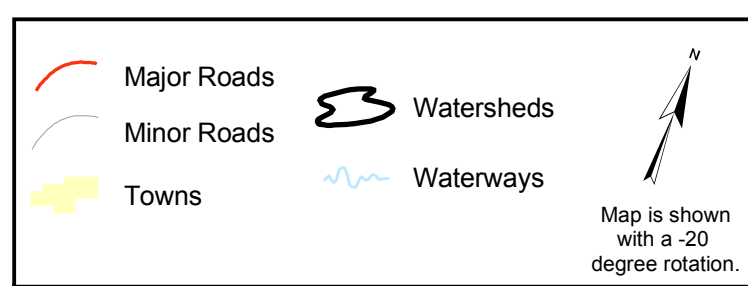 Major Roads
Minor Roads
Towns
Watersheds
Waterways
N
Map is shown
with a -20
degree rotation.